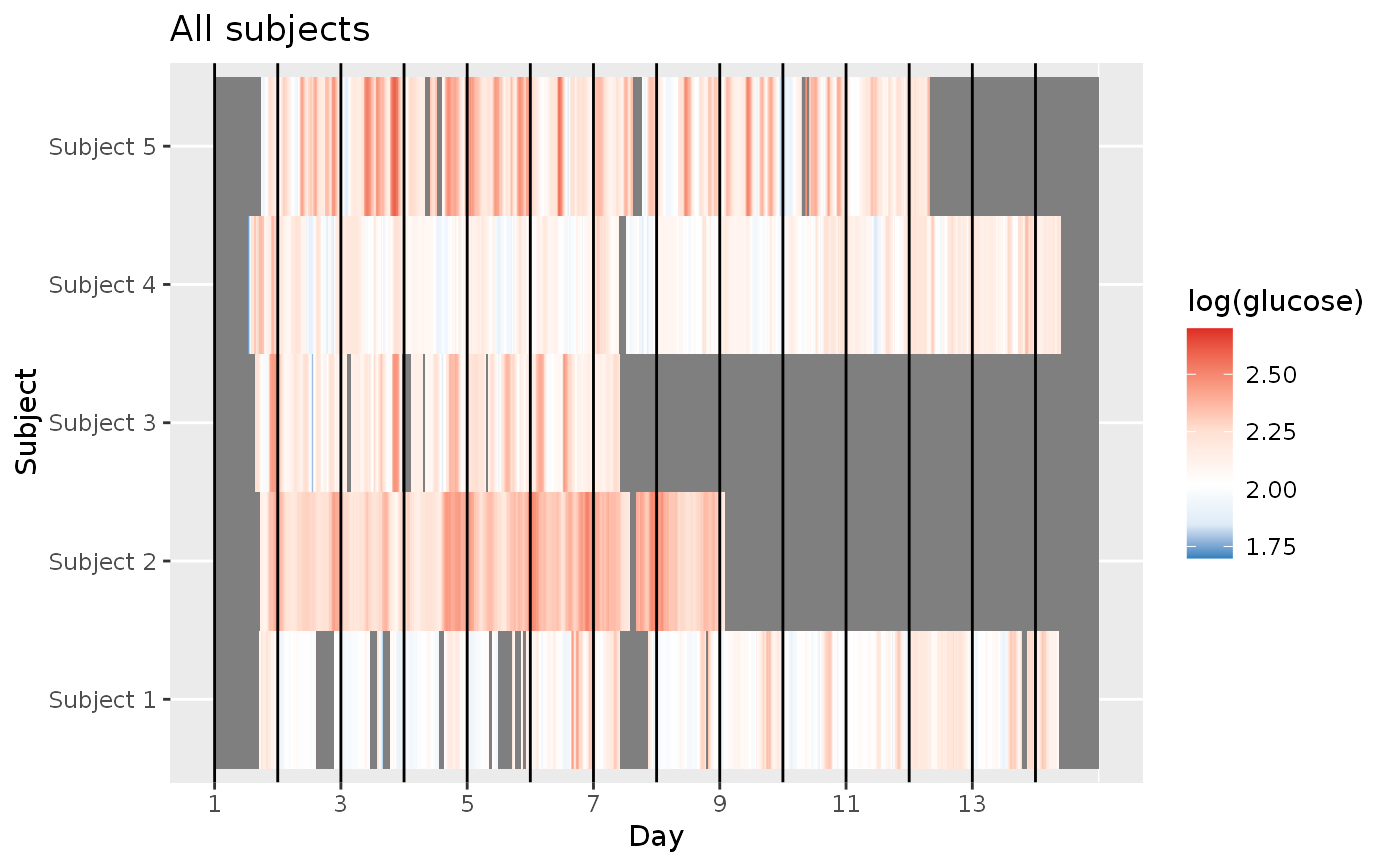 All subjects
Subject 5
Subject 4
Subject 3
Subject 2
Subject 1
Subject
1 3 5 7 9 11 13
Day
log(glucose)
2.50
2.25
2.00
1.75